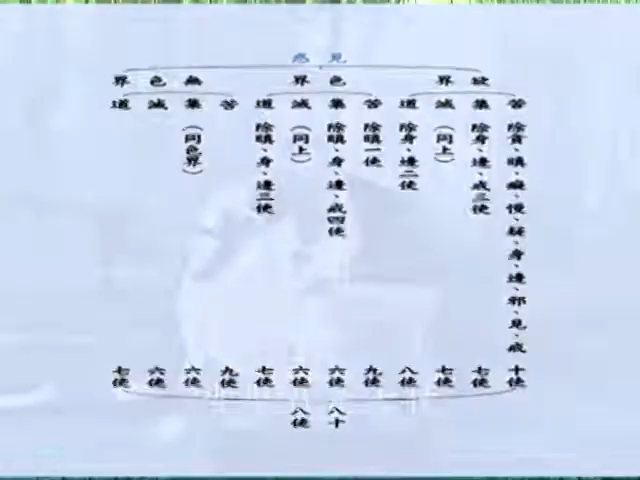 見惑
欲界
苦 除貪、瞋、癡、慢、疑、身、邊、邪、見、戒 十使
集 除身、邊、戒三使 七使
滅 (同上) 七使
道 除身、邊二使 八使
色界
苦 除瞋一使 九使
集 除瞋、身、邊、戒四使 六使
滅 (同上) 六使
道 除瞋、身、邊三使 七使
無色界
苦 九使
集 (同色界) 六使
滅 六使
道 七使
八十
八使